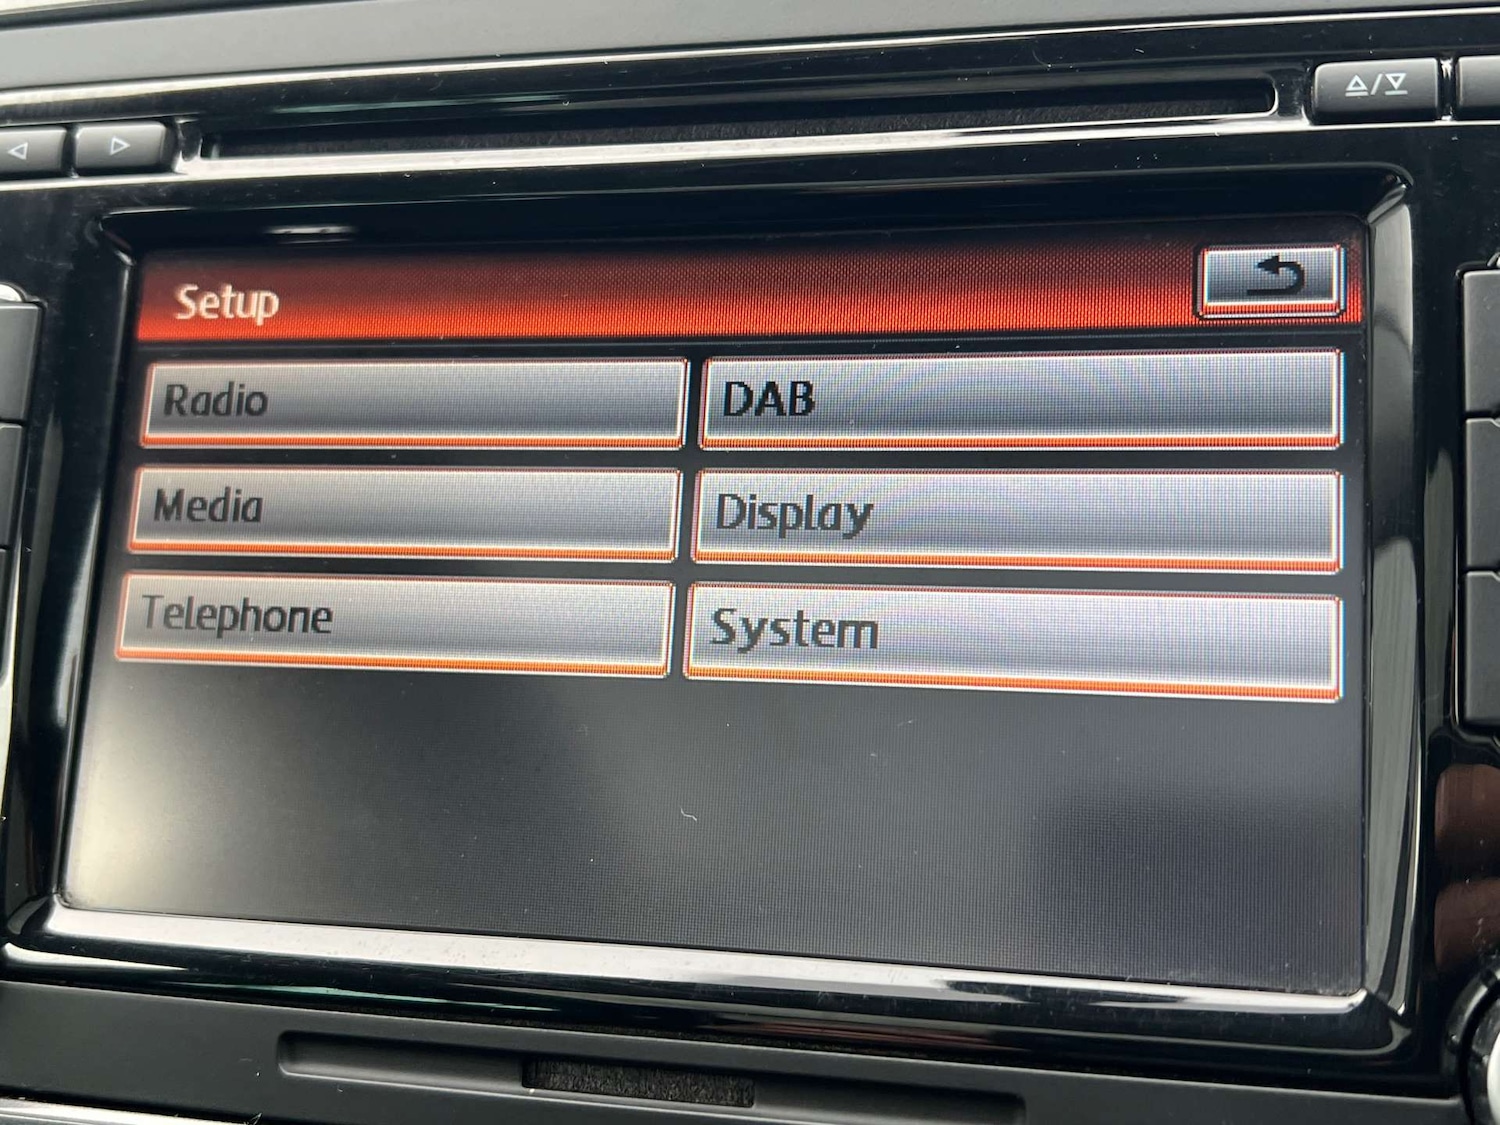 Setup
Radio
DAB
Media
Display
Telephone
System